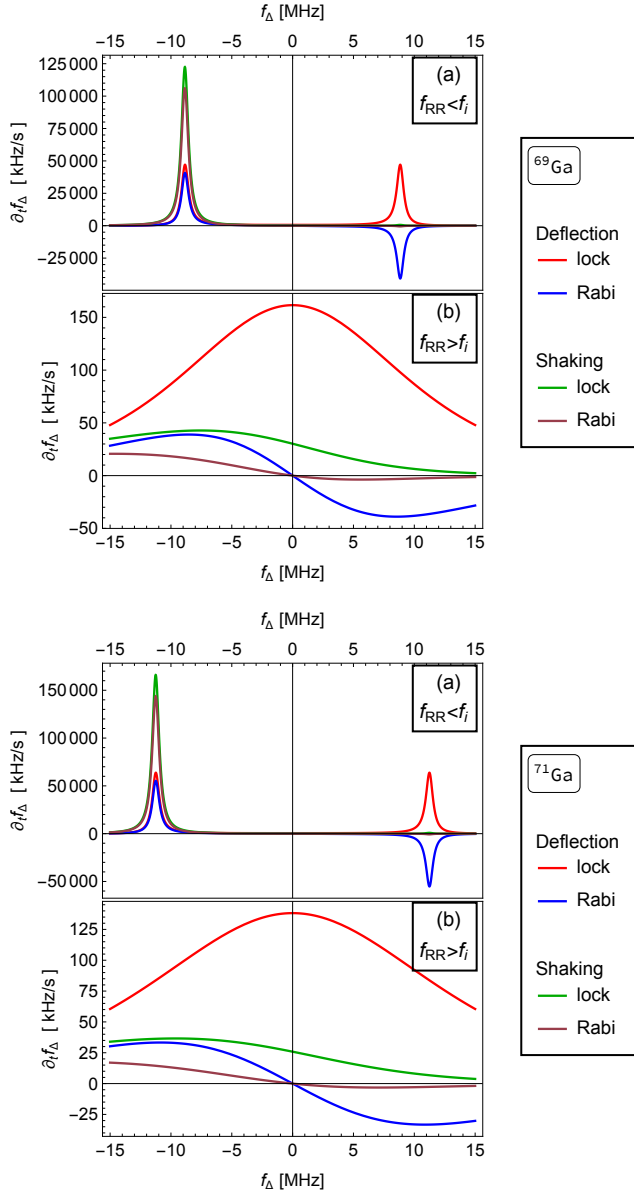 f_Δ [MHz]
−15 −10 −5 0 5 10 15
(a)
f_RR<f_i
125 000
100 000
75 000
50 000
25 000
0
−25 000
∂_t f_Δ [ kHz/s]
(b)
f_RR>f_i
150
100
50
0
−50
∂_t f_Δ [ kHz/s]
−15 −10 −5 0 5 10 15
f_Δ [MHz]
⁶⁹Ga
Deflection
lock
Rabi
Shaking
lock
Rabi
f_Δ [MHz]
−15 −10 −5 0 5 10 15
(a)
f_RR<f_i
150 000
100 000
50 000
0
−50 000
∂_t f_Δ [ kHz/s]
(b)
f_RR>f_i
125
100
75
50
25
0
−25
∂_t f_Δ [ kHz/s]
−15 −10 −5 0 5 10 15
f_Δ [MHz]
⁷¹Ga
Deflection
lock
Rabi
Shaking
lock
Rabi